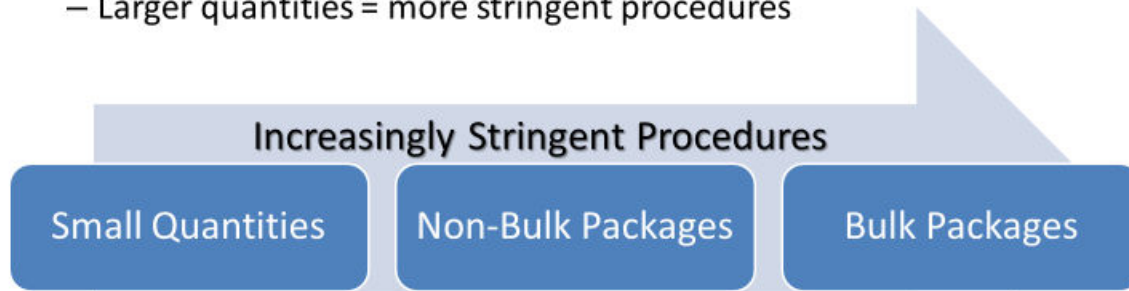 – Larger quantities = more stringent procedures
Increasingly Stringent Procedures
Small Quantities
Non-Bulk Packages
Bulk Packages